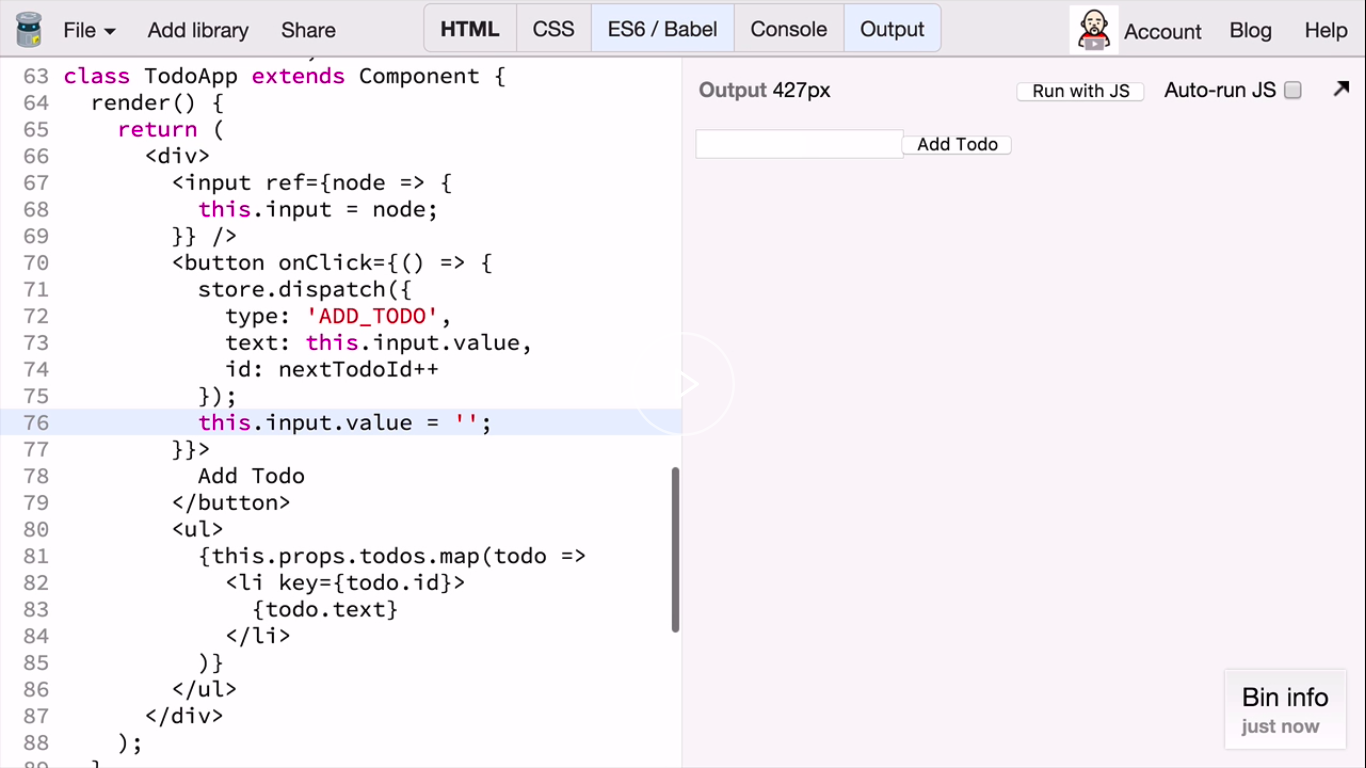 File Add library Share HTML CSS ES6 / Babel Console Output Account Blog Help
63 class TodoApp extends Component {
64   render() {
65     return (
66       <div>
67         <input ref={node => {
68           this.input = node;
69         }} />
70         <button onClick={() => {
71           store.dispatch({
72             type: 'ADD_TODO',
73             text: this.input.value,
74             id: nextTodoId++
75           });
76           this.input.value = '';
77         }}>
78           Add Todo
79         </button>
80         <ul>
81           {this.props.todos.map(todo =>
82             <li key={todo.id}>
83               {todo.text}
84             </li>
85           )}
86         </ul>
87       </div>
88     );
Output 427px Run with JS Auto-run JS
Add Todo
Bin info
just now